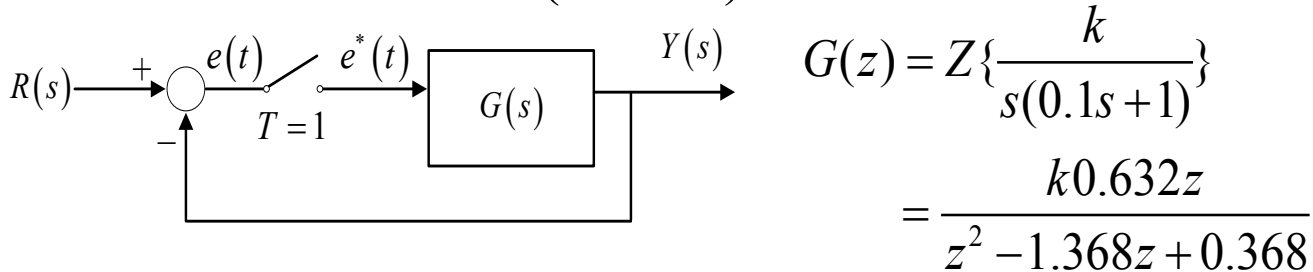 R(s) + e(t) e*(t) G(s) Y(s)
−
T = 1
G(z) = Z{k/(s(0.1s + 1))}
= k0.632z/(z² − 1.368z + 0.368)